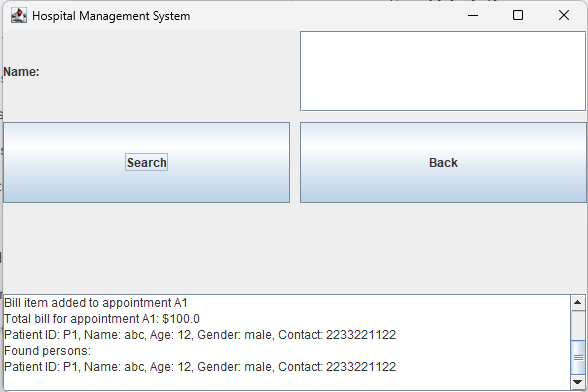 Hospital Management System
Name:
Search
Back
Bill item added to appointment A1
Total bill for appointment A1: $100.0
Patient ID: P1, Name: abc, Age: 12, Gender: male, Contact: 2233221122
Found persons:
Patient ID: P1, Name: abc, Age: 12, Gender: male, Contact: 2233221122